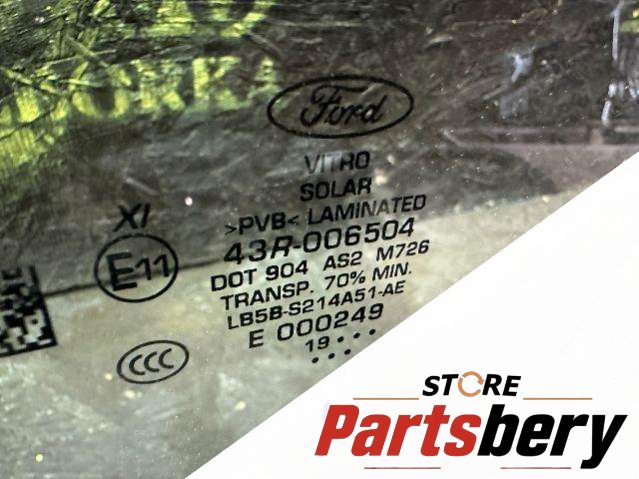 Ford
VITRO
SOLAR
>PVB< LAMINATED
43R-006504
DOT 904 AS2 M726
TRANSP. 70% MIN.
LB5B-S214A51-AE
E 000249
19
XI
E11
CCC
STORE
Partsbery